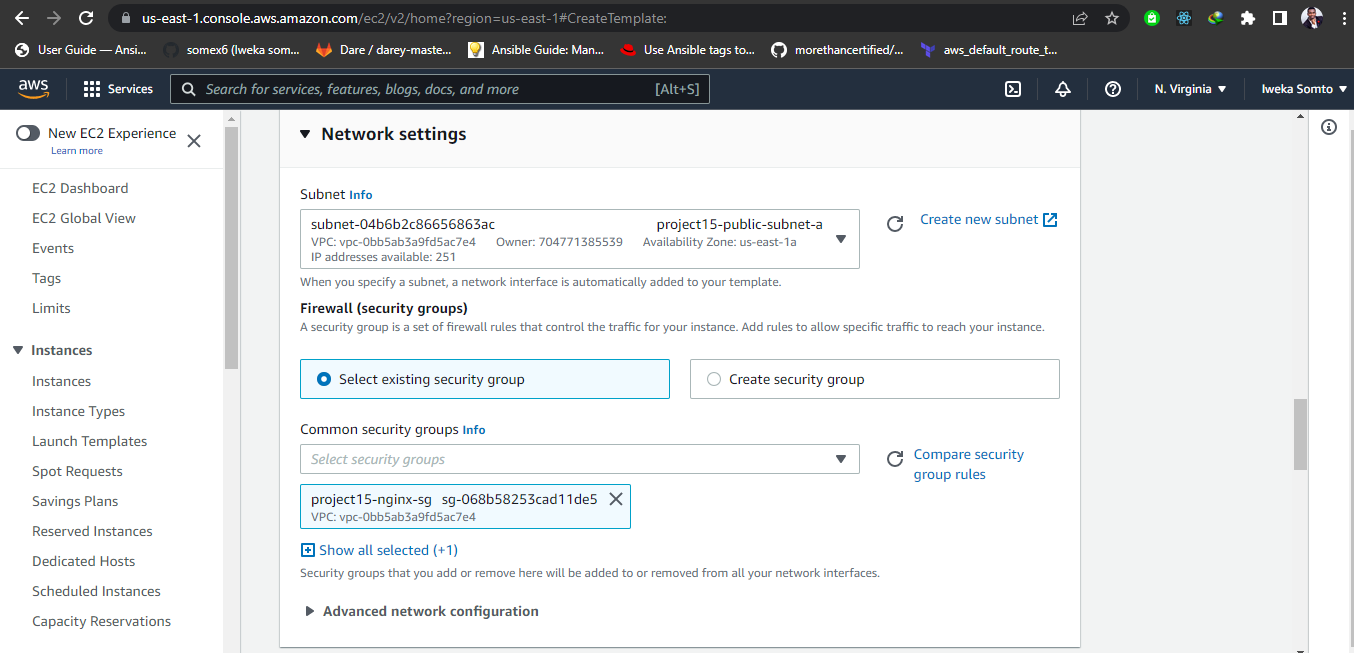 us-east-1.console.aws.amazon.com/ec2/v2/home?region=us-east-1#CreateTemplate:
User Guide — Ansi...
somex6 (Iweka som...
Dare / darey-maste...
Ansible Guide: Man...
Use Ansible tags to...
morethancertified/...
aws_default_route_t...
aws
Services
Search for services, features, blogs, docs, and more
[Alt+S]
N. Virginia
Iweka Somto
New EC2 Experience
Learn more
EC2 Dashboard
EC2 Global View
Events
Tags
Limits
Instances
Instances
Instance Types
Launch Templates
Spot Requests
Savings Plans
Reserved Instances
Dedicated Hosts
Scheduled Instances
Capacity Reservations
Network settings
Subnet Info
subnet-04b6b2c86656863ac project15-public-subnet-a
VPC: vpc-0bb5ab3a9fd5ac7e4 Owner: 704771385539 Availability Zone: us-east-1a
IP addresses available: 251
Create new subnet
When you specify a subnet, a network interface is automatically added to your template.
Firewall (security groups)
A security group is a set of firewall rules that control the traffic for your instance. Add rules to allow specific traffic to reach your instance.
Select existing security group
Create security group
Common security groups Info
Select security groups
Compare security
group rules
project15-nginx-sg sg-068b58253cad11de5
VPC: vpc-0bb5ab3a9fd5ac7e4
Show all selected (+1)
Security groups that you add or remove here will be added to or removed from all your network interfaces.
Advanced network configuration